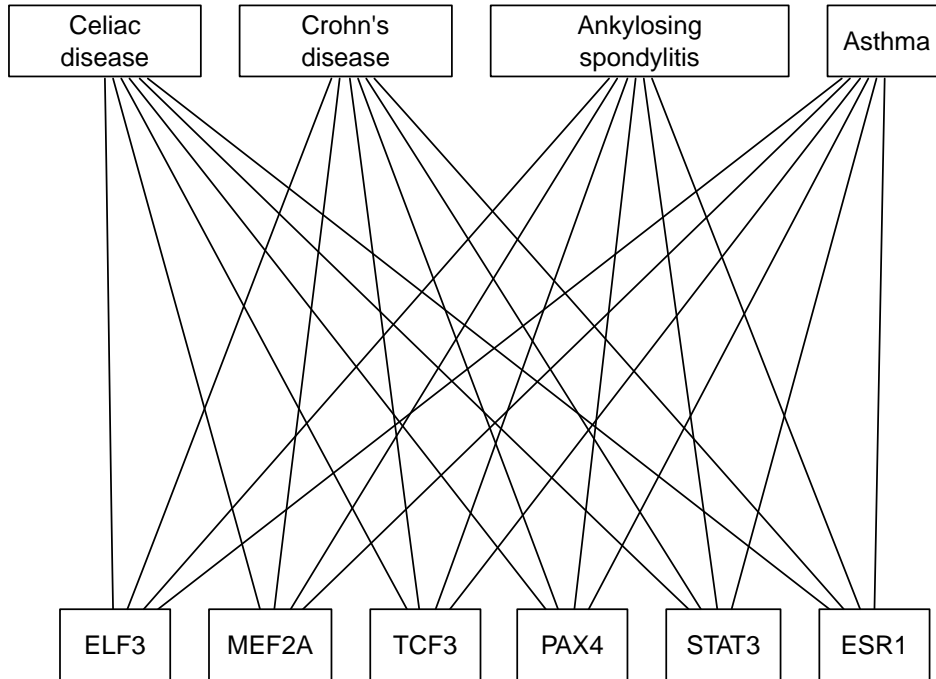 Celiac
disease
Crohn's
disease
Ankylosing
spondylitis
Asthma
ELF3
MEF2A
TCF3
PAX4
STAT3
ESR1